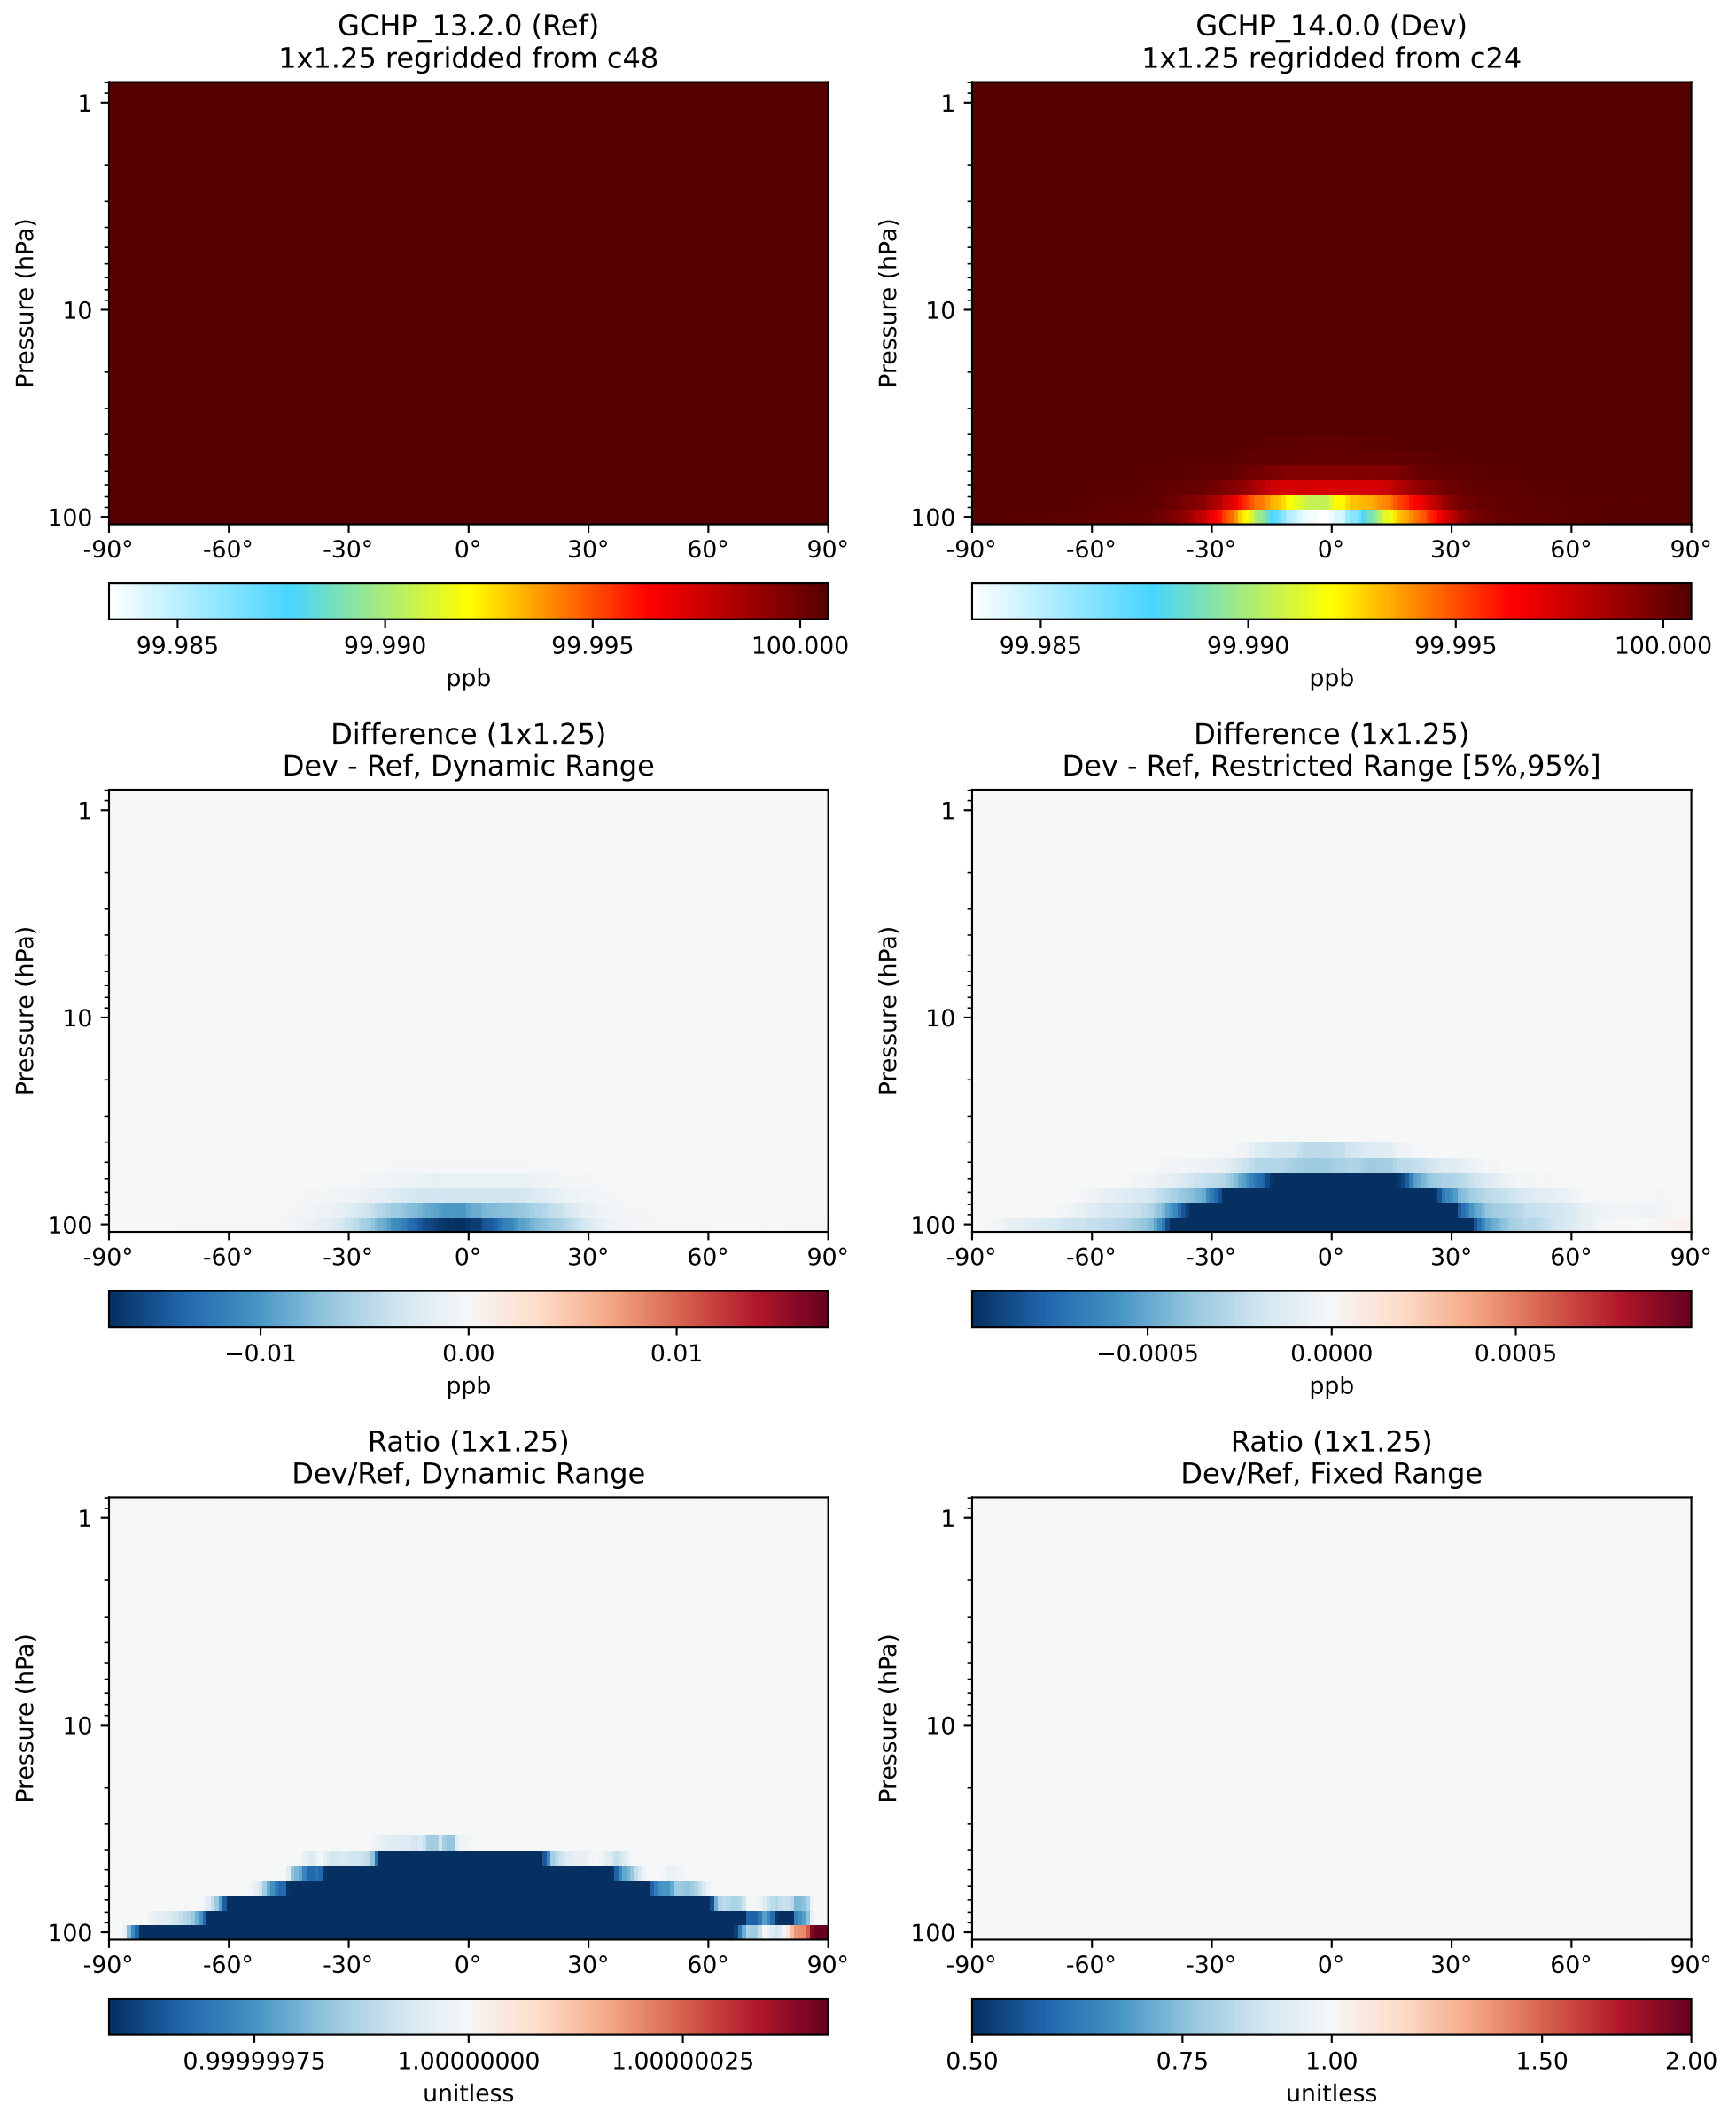 GCHP_13.2.0 (Ref)
1x1.25 regridded from c48
Pressure (hPa)
1
10
100
-90° -60° -30° 0° 30° 60° 90°
99.985 99.990 99.995 100.000
ppb
GCHP_14.0.0 (Dev)
1x1.25 regridded from c24
Pressure (hPa)
1
10
100
-90° -60° -30° 0° 30° 60° 90°
99.985 99.990 99.995 100.000
ppb
Difference (1x1.25)
Dev - Ref, Dynamic Range
Pressure (hPa)
1
10
100
-90° -60° -30° 0° 30° 60° 90°
−0.01 0.00 0.01
ppb
Difference (1x1.25)
Dev - Ref, Restricted Range [5%,95%]
Pressure (hPa)
1
10
100
-90° -60° -30° 0° 30° 60° 90°
−0.0005 0.0000 0.0005
ppb
Ratio (1x1.25)
Dev/Ref, Dynamic Range
Pressure (hPa)
1
10
100
-90° -60° -30° 0° 30° 60° 90°
0.99999975 1.00000000 1.00000025
unitless
Ratio (1x1.25)
Dev/Ref, Fixed Range
Pressure (hPa)
1
10
100
-90° -60° -30° 0° 30° 60° 90°
0.50 0.75 1.00 1.50 2.00
unitless